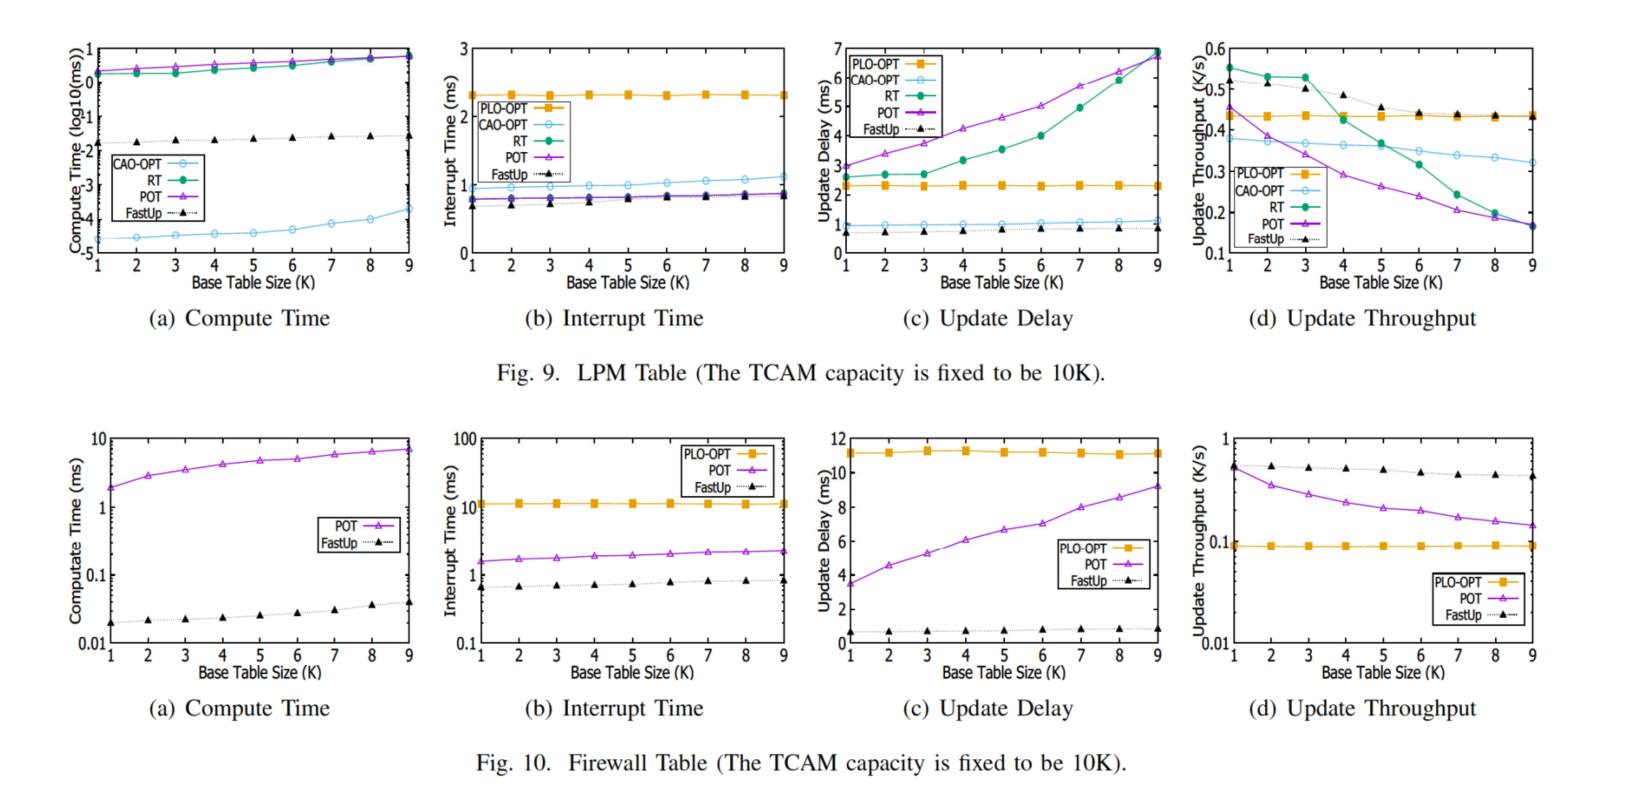 Compute Time (log10(ms))
1
0
-1
-2
-3
-4
-5
CAO-OPT
RT
POT
FastUp
1 2 3 4 5 6 7 8 9
Base Table Size (K)
(a) Compute Time
Interrupt Time (ms)
3
2
1
0
PLO-OPT
CAO-OPT
RT
POT
FastUp
1 2 3 4 5 6 7 8 9
Base Table Size (K)
(b) Interrupt Time
Update Delay (ms)
7
6
5
4
3
2
1
0
PLO-OPT
CAO-OPT
RT
POT
FastUp
1 2 3 4 5 6 7 8 9
Base Table Size (K)
(c) Update Delay
Update Throughput (K/s)
0.6
0.5
0.4
0.3
0.2
0.1
PLO-OPT
CAO-OPT
RT
POT
FastUp
1 2 3 4 5 6 7 8 9
Base Table Size (K)
(d) Update Throughput
Fig. 9. LPM Table (The TCAM capacity is fixed to be 10K).
Computate Time (ms)
10
1
0.1
0.01
POT
FastUp
1 2 3 4 5 6 7 8 9
Base Table Size (K)
(a) Compute Time
Interrupt Time (ms)
100
10
1
0.1
PLO-OPT
POT
FastUp
1 2 3 4 5 6 7 8 9
Base Table Size (K)
(b) Interrupt Time
Update Delay (ms)
12
10
8
6
4
2
0
PLO-OPT
POT
FastUp
1 2 3 4 5 6 7 8 9
Base Table Size (K)
(c) Update Delay
Update Throughput (K/s)
1
0.1
0.01
PLO-OPT
POT
FastUp
1 2 3 4 5 6 7 8 9
Base Table Size (K)
(d) Update Throughput
Fig. 10. Firewall Table (The TCAM capacity is fixed to be 10K).